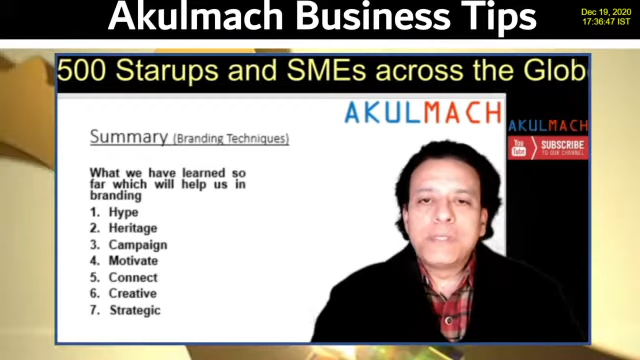 Akulmach Business Tips
Dec 19, 2020
17:36:47 IST
500 Starups and SMEs across the Glob
AKULMACH
AKULMACH
You Tube SUBSCRIBE
TO OUR CHANNEL
Summary (Branding Techniques)
What we have learned so
far which will help us in
branding
1. Hype
2. Heritage
3. Campaign
4. Motivate
5. Connect
6. Creative
7. Strategic